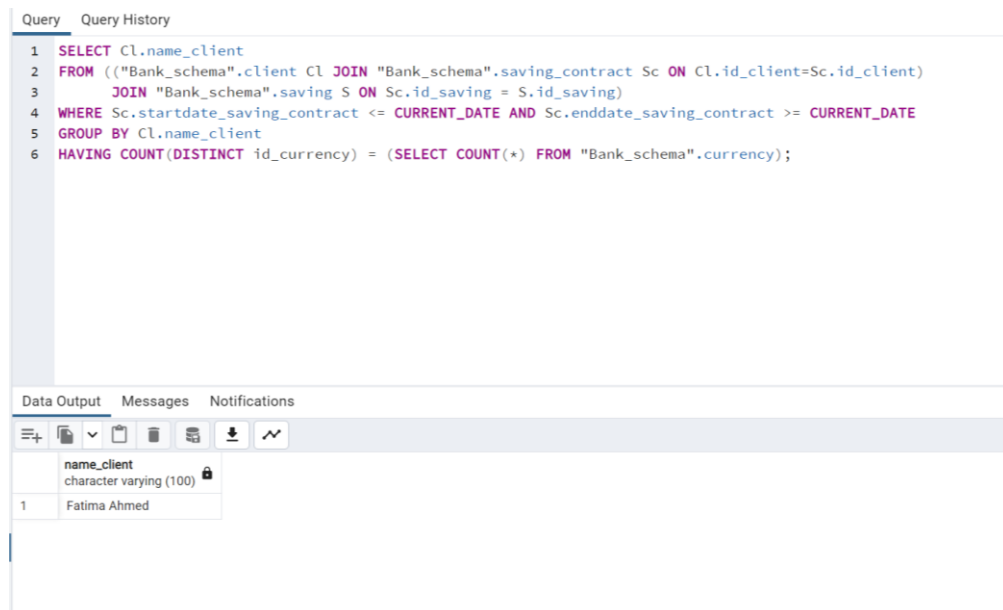 Query Query History
1 SELECT Cl.name_client
2 FROM (("Bank_schema".client Cl JOIN "Bank_schema".saving_contract Sc ON Cl.id_client=Sc.id_client)
3 JOIN "Bank_schema".saving S ON Sc.id_saving = S.id_saving)
4 WHERE Sc.startdate_saving_contract <= CURRENT_DATE AND Sc.enddate_saving_contract >= CURRENT_DATE
5 GROUP BY Cl.name_client
6 HAVING COUNT(DISTINCT id_currency) = (SELECT COUNT(*) FROM "Bank_schema".currency);
Data Output Messages Notifications
name_client
character varying (100)
1 Fatima Ahmed